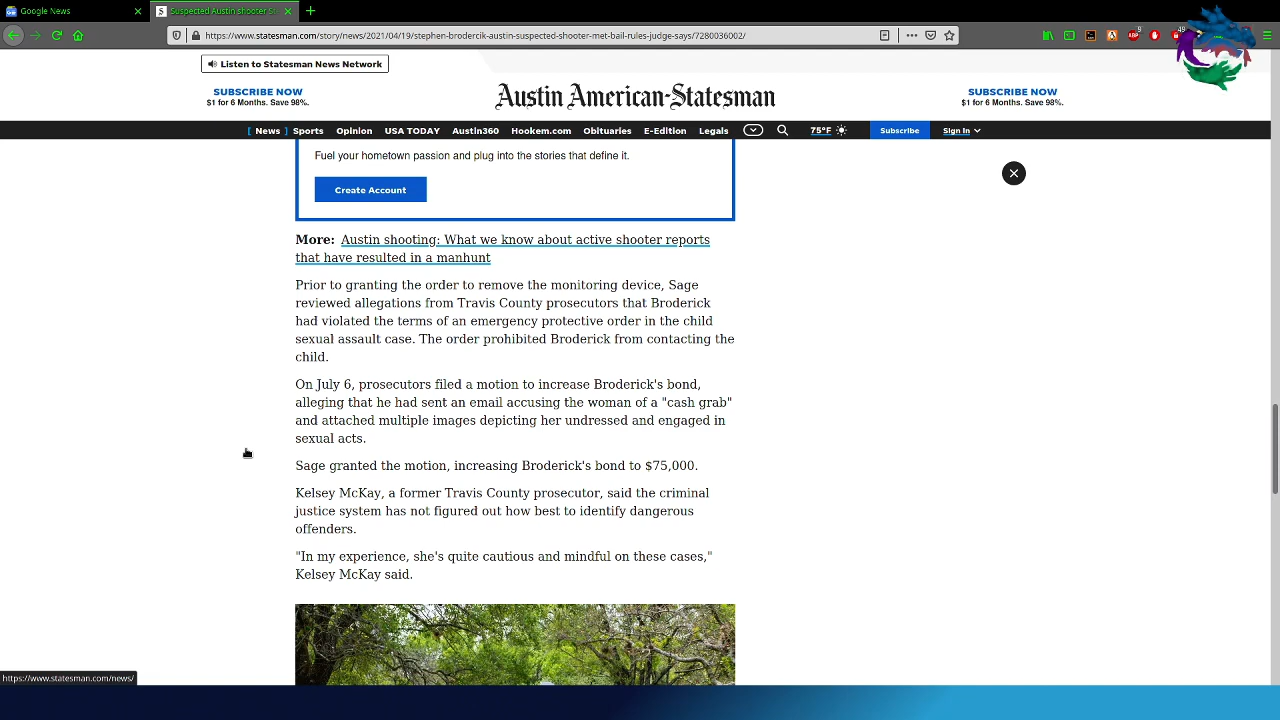 Google News
Suspected Austin shooter St
https://www.statesman.com/story/news/2021/04/19/stephen-broderick-austin-suspected-shooter-met-bail-rules-judge-says/7280036002/
Listen to Statesman News Network
SUBSCRIBE NOW
$1 for 6 Months. Save 98%.
Austin American-Statesman
SUBSCRIBE NOW
$1 for 6 Months. Save 98%.
[ News ] Sports Opinion USA TODAY Austin360 Hookem.com Obituaries E-Edition Legals 75°F Subscribe Sign In
Fuel your hometown passion and plug into the stories that define it.
Create Account
More: Austin shooting: What we know about active shooter reports
that have resulted in a manhunt
Prior to granting the order to remove the monitoring device, Sage
reviewed allegations from Travis County prosecutors that Broderick
had violated the terms of an emergency protective order in the child
sexual assault case. The order prohibited Broderick from contacting the
child.
On July 6, prosecutors filed a motion to increase Broderick's bond,
alleging that he had sent an email accusing the woman of a "cash grab"
and attached multiple images depicting her undressed and engaged in
sexual acts.
Sage granted the motion, increasing Broderick's bond to $75,000.
Kelsey McKay, a former Travis County prosecutor, said the criminal
justice system has not figured out how best to identify dangerous
offenders.
"In my experience, she's quite cautious and mindful on these cases,"
Kelsey McKay said.
https://www.statesman.com/news/